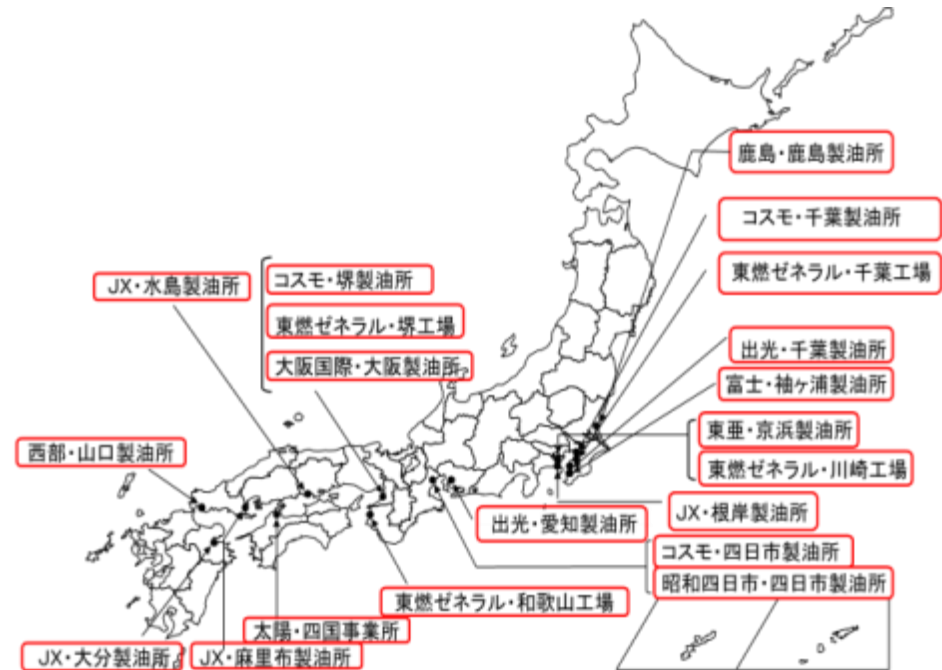 鹿島・鹿島製油所
コスモ・千葉製油所
東燃ゼネラル・千葉工場
JX・水島製油所
コスモ・堺製油所
東燃ゼネラル・堺工場
大阪国際・大阪製油所
出光・千葉製油所
富士・袖ヶ浦製油所
東亜・京浜製油所
東燃ゼネラル・川崎工場
西部・山口製油所
JX・根岸製油所
出光・愛知製油所
コスモ・四日市製油所
昭和四日市・四日市製油所
東燃ゼネラル・和歌山工場
太陽・四国事業所
JX・大分製油所
JX・麻里布製油所